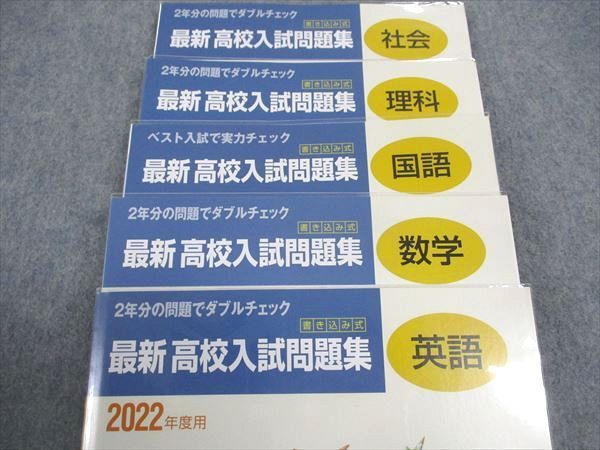 2年分の問題でダブルチェック
書き込み式
最新 高校入試問題集
社会
2年分の問題でダブルチェック
書き込み式
最新 高校入試問題集
理科
ベスト入試で実力チェック
書き込み式
最新 高校入試問題集
国語
2年分の問題でダブルチェック
書き込み式
最新 高校入試問題集
数学
2年分の問題でダブルチェック
書き込み式
最新 高校入試問題集
英語
2022年度用